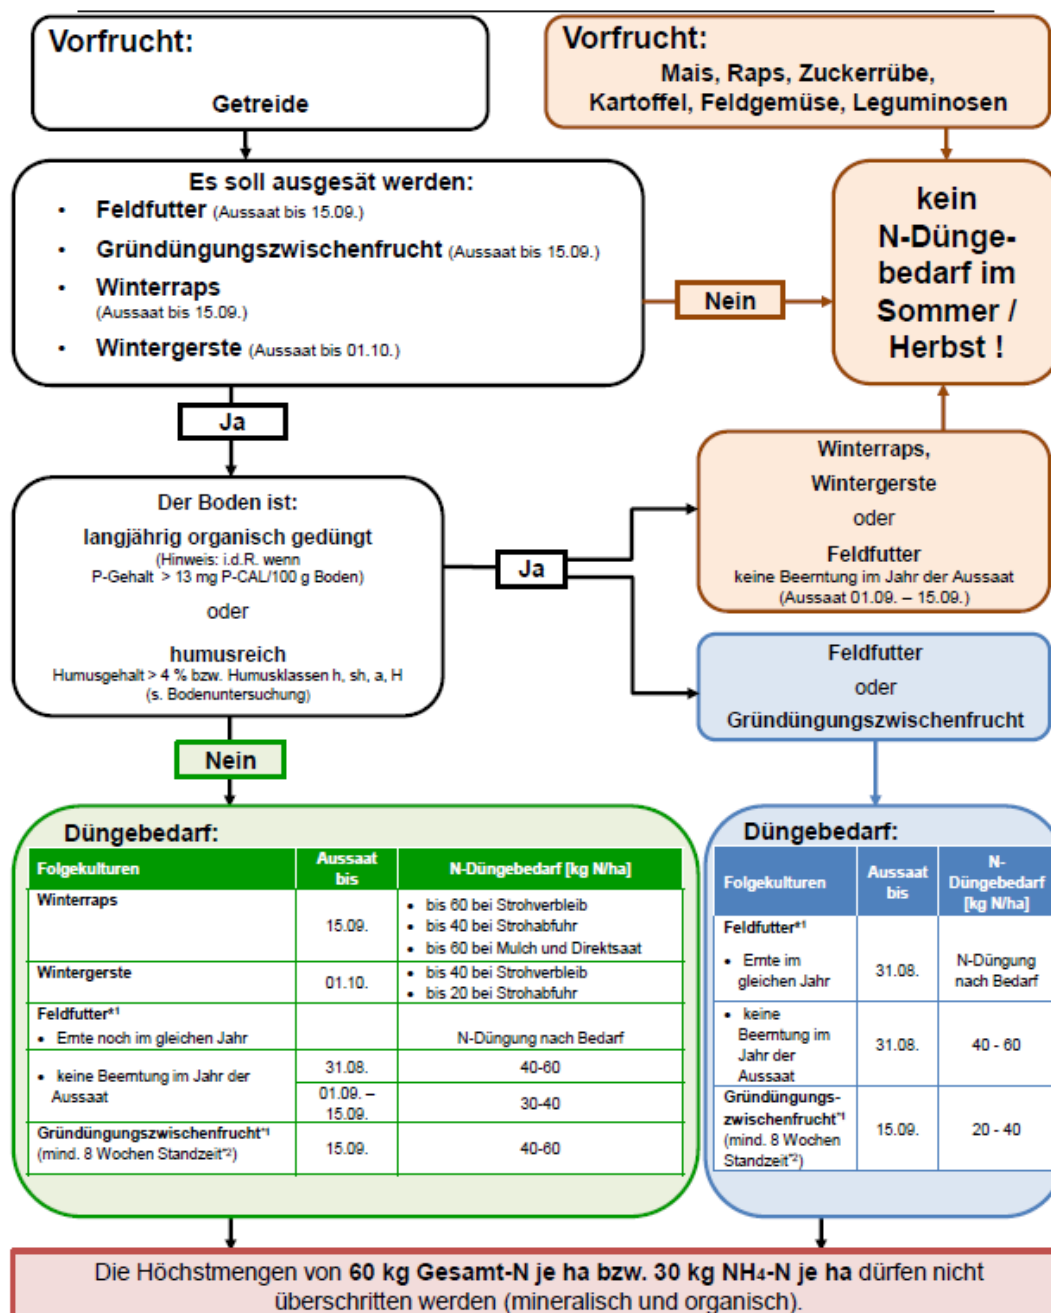 Vorfrucht:
Getreide
Vorfrucht:
Mais, Raps, Zuckerrübe,
Kartoffel, Feldgemüse, Leguminosen
Es soll ausgesät werden:
• Feldfutter (Aussaat bis 15.09.)
• Gründüngungszwischenfrucht (Aussaat bis 15.09.)
• Winterraps
(Aussaat bis 15.09.)
• Wintergerste (Aussaat bis 01.10.)
Nein
kein
N-Dünge-
bedarf im
Sommer /
Herbst !
Ja
Der Boden ist:
langjährig organisch gedüngt
(Hinweis: i.d.R. wenn
P-Gehalt > 13 mg P-CAL/100 g Boden)
oder
humusreich
Humusgehalt > 4 % bzw. Humusklassen h, sh, a, H
(s. Bodenuntersuchung)
Ja
Winterraps,
Wintergerste
oder
Feldfutter
keine Beerntung im Jahr der Aussaat
(Aussaat 01.09. – 15.09.)
Feldfutter
oder
Gründüngungszwischenfrucht
Nein
Düngebedarf:
Folgekulturen Aussaat bis N-Düngebedarf [kg N/ha]
Winterraps
15.09.
• bis 60 bei Strohverbleib
• bis 40 bei Strohabfuhr
• bis 60 bei Mulch und Direktsaat
Wintergerste
01.10.
• bis 40 bei Strohverbleib
• bis 20 bei Strohabfuhr
Feldfutter*1
• Ernte noch im gleichen Jahr N-Düngung nach Bedarf
• keine Beerntung im Jahr der Aussaat
31.08. 40-60
01.09. – 15.09. 30-40
Gründüngungszwischenfrucht*1
(mind. 8 Wochen Standzeit*2)
15.09. 40-60
Düngebedarf:
Folgekulturen
Aussaat bis
N-Düngebedarf [kg N/ha]
Feldfutter*1
• Ernte im gleichen Jahr
31.08.
N-Düngung nach Bedarf
• keine Beerntung im Jahr der Aussaat
31.08.
40 - 60
Gründüngungs-
zwischenfrucht*1
(mind. 8 Wochen Standzeit*2)
15.09.
20 - 40
Die Höchstmengen von 60 kg Gesamt-N je ha bzw. 30 kg NH4-N je ha dürfen nicht
überschritten werden (mineralisch und organisch).